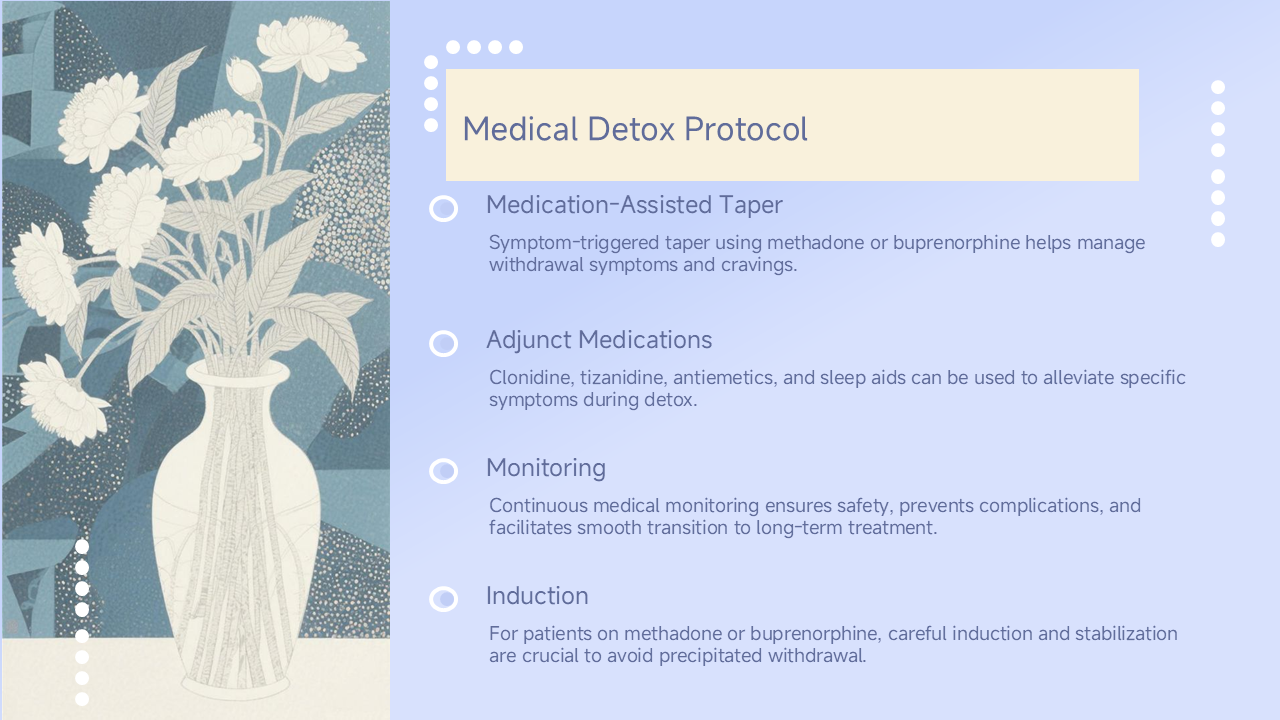 Medical Detox Protocol
Medication-Assisted Taper
Symptom-triggered taper using methadone or buprenorphine helps manage
withdrawal symptoms and cravings.
Adjunct Medications
Clonidine, tizanidine, antiemetics, and sleep aids can be used to alleviate specific
symptoms during detox.
Monitoring
Continuous medical monitoring ensures safety, prevents complications, and
facilitates smooth transition to long-term treatment.
Induction
For patients on methadone or buprenorphine, careful induction and stabilization
are crucial to avoid precipitated withdrawal.